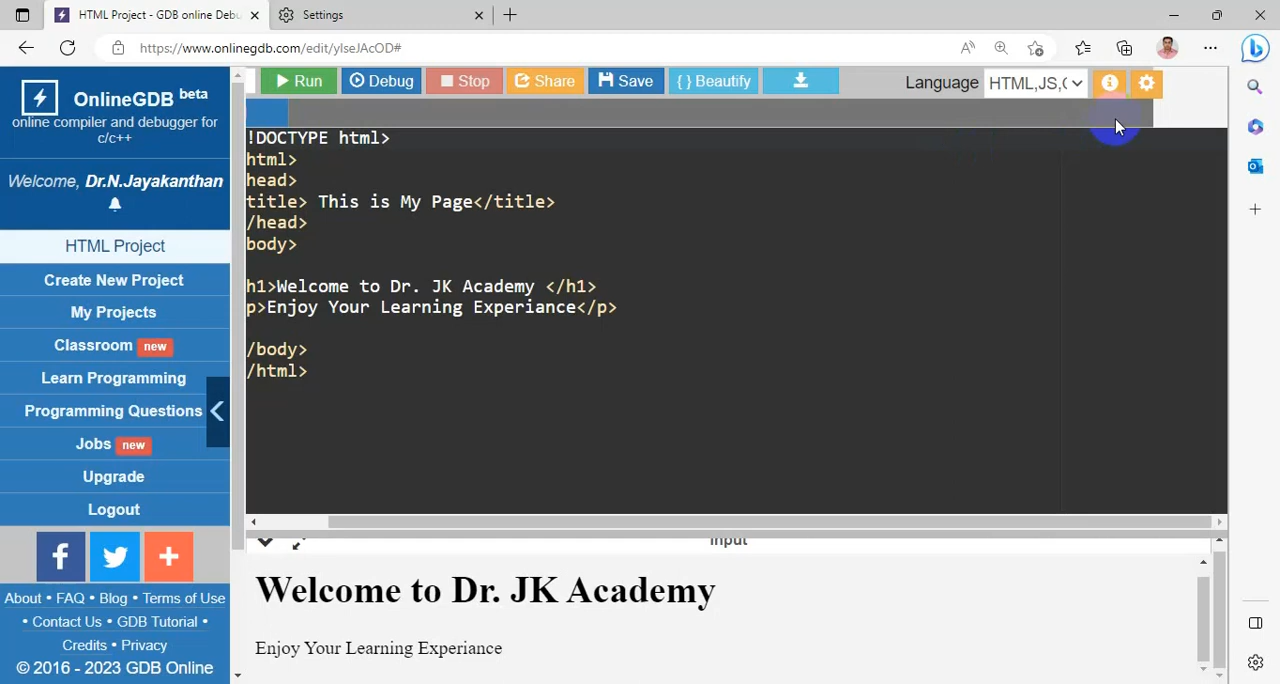 HTML Project - GDB online Debu
Settings
https://www.onlinegdb.com/edit/ylseJAcOD#
OnlineGDB beta
online compiler and debugger for
c/c++
Welcome, Dr.N.Jayakanthan
HTML Project
Create New Project
My Projects
Classroom new
Learn Programming
Programming Questions
Jobs new
Upgrade
Logout
About • FAQ • Blog • Terms of Use
• Contact Us • GDB Tutorial •
Credits • Privacy
© 2016 - 2023 GDB Online
Run Debug Stop Share Save { } Beautify Language HTML,JS,C
!DOCTYPE html>
html>
head>
title> This is My Page</title>
/head>
body>
h1>Welcome to Dr. JK Academy </h1>
p>Enjoy Your Learning Experiance</p>
/body>
/html>
input
Welcome to Dr. JK Academy
Enjoy Your Learning Experiance